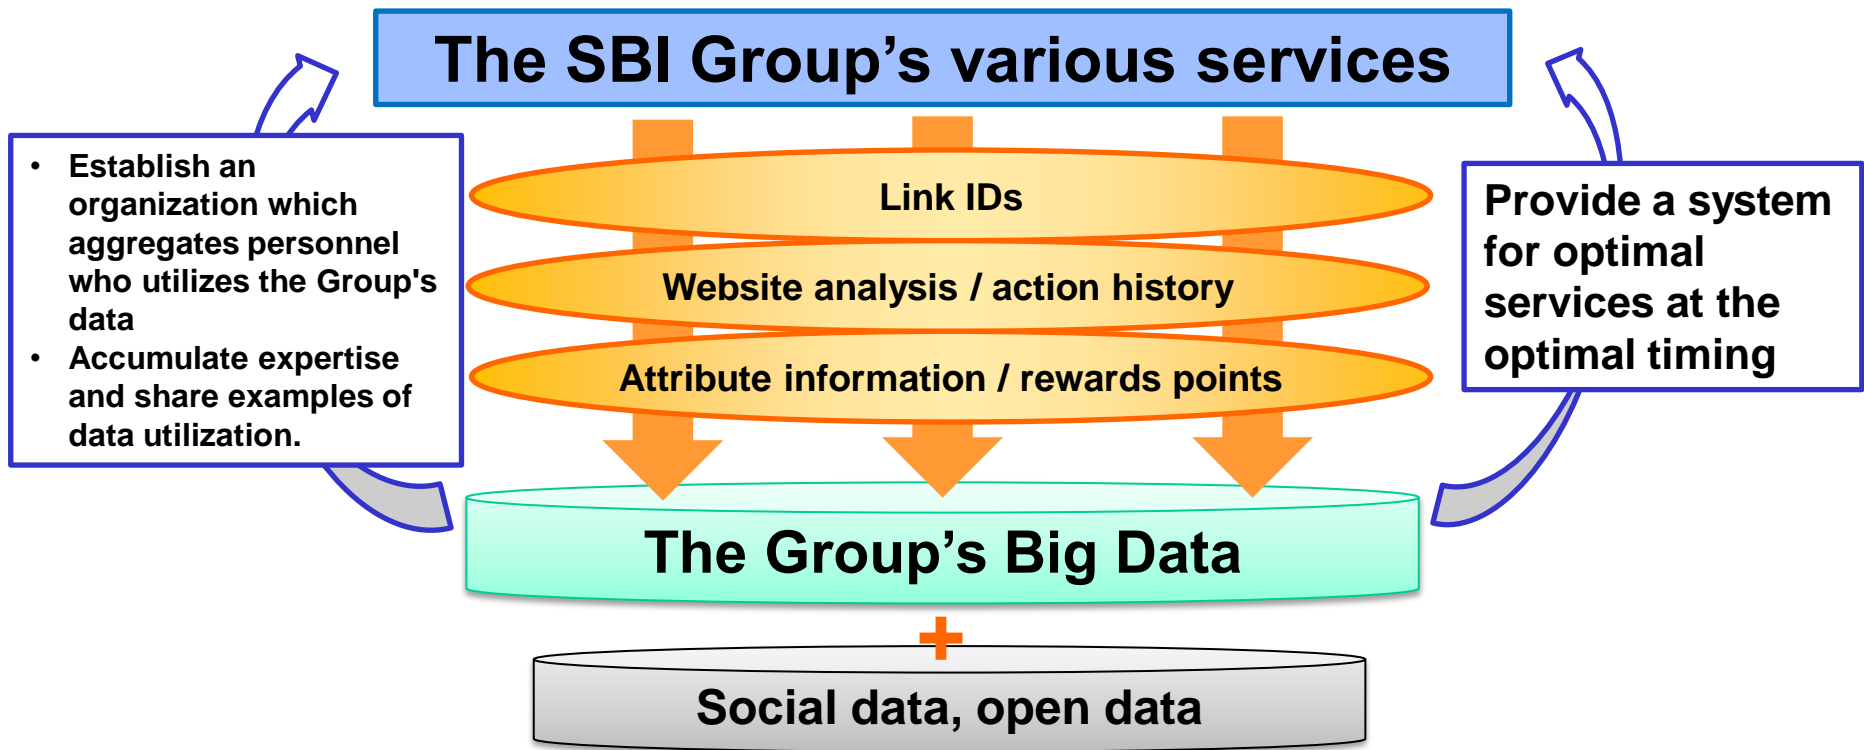 The SBI Group’s various services
• Establish an
organization which
aggregates personnel
who utilizes the Group's
data
• Accumulate expertise
and share examples of
data utilization.
Link IDs
Website analysis / action history
Attribute information / rewards points
Provide a system
for optimal
services at the
optimal timing
The Group’s Big Data
+
Social data, open data